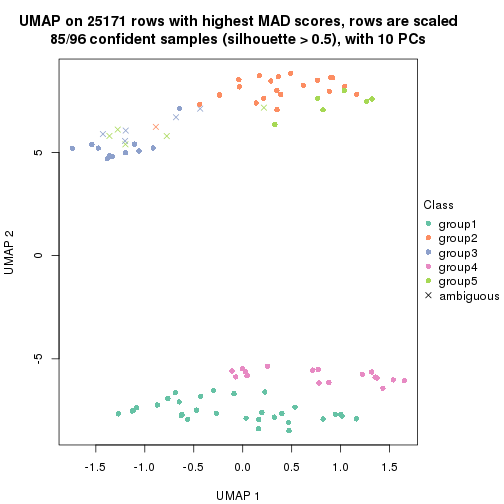 UMAP on 25171 rows with highest MAD scores, rows are scaled
85/96 confident samples (silhouette > 0.5), with 10 PCs
UMAP 2
5
0
-5
-1.5 -1.0 -0.5 0.0 0.5 1.0 1.5
UMAP 1
Class
group1
group2
group3
group4
group5
ambiguous